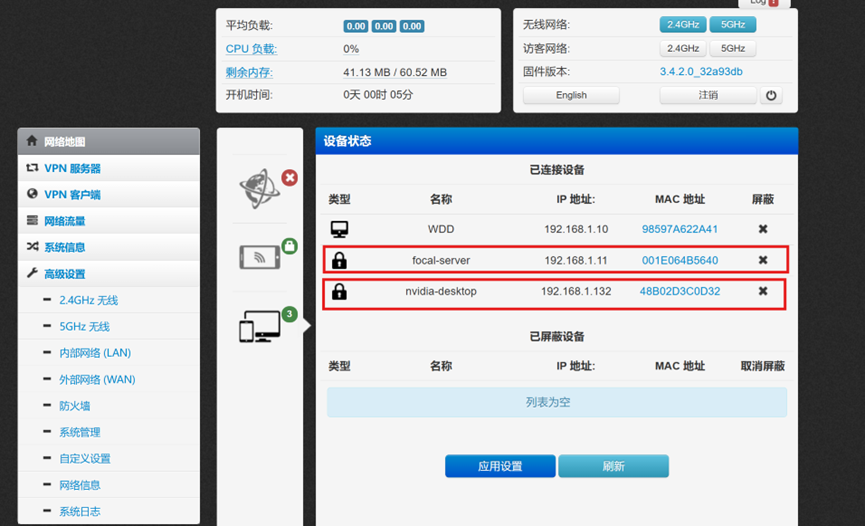 Log
平均负载: 0.00 0.00 0.00
CPU 负载: 0%
剩余内存: 41.13 MB / 60.52 MB
开机时间: 0天 00时 05分
无线网络: 2.4GHz 5GHz
访客网络: 2.4GHz 5GHz
固件版本: 3.4.2.0_32a93db
English 注销
网络地图
VPN 服务器
VPN 客户端
网络流量
系统信息
高级设置
2.4GHz 无线
5GHz 无线
内部网络 (LAN)
外部网络 (WAN)
防火墙
系统管理
自定义设置
网络信息
系统日志
3
设备状态
已连接设备
类型 名称 IP 地址: MAC 地址 屏蔽
WDD 192.168.1.10 98597A622A41
focal-server 192.168.1.11 001E064B5640
nvidia-desktop 192.168.1.132 48B02D3C0D32
已屏蔽设备
类型 名称 IP 地址: MAC 地址 取消屏蔽
列表为空
应用设置 刷新